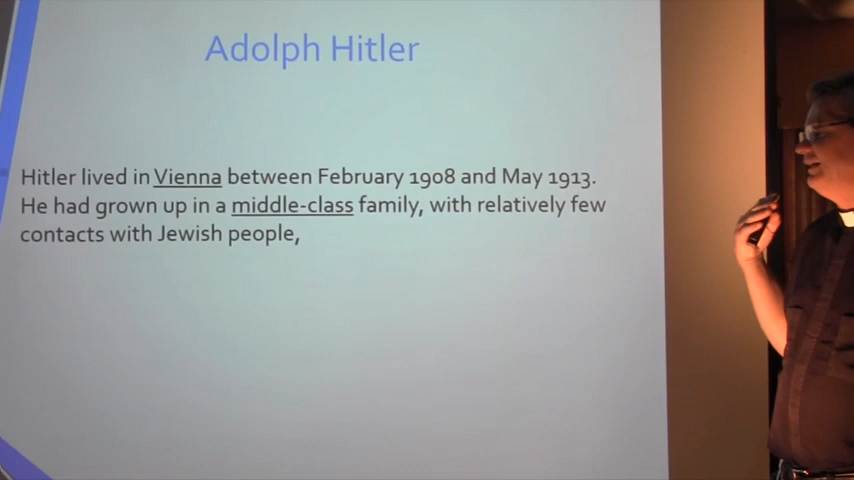 Adolph Hitler
Hitler lived in Vienna between February 1908 and May 1913.
He had grown up in a middle-class family, with relatively few
contacts with Jewish people,